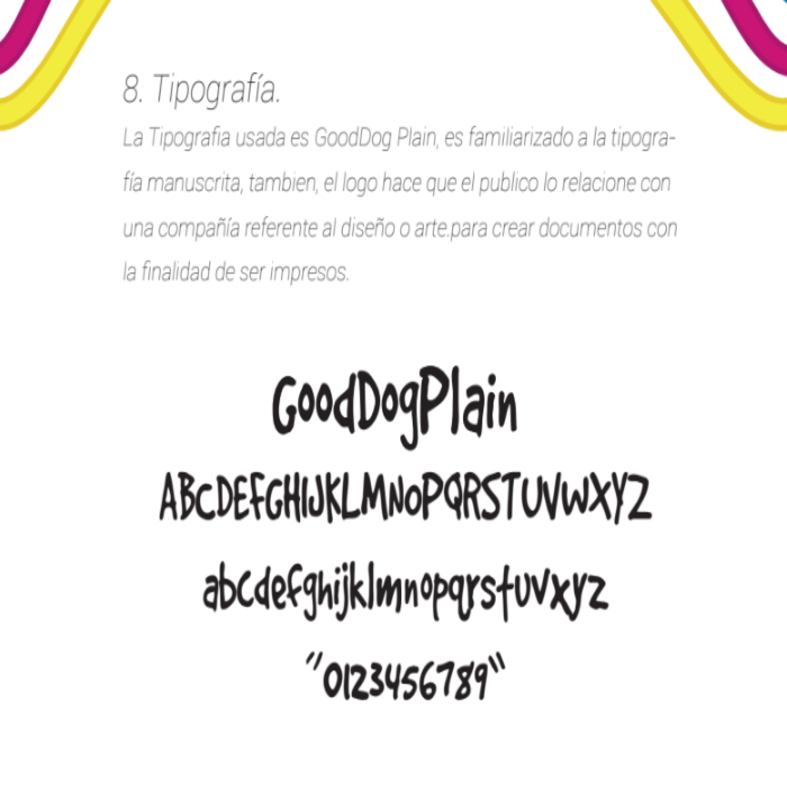 8. Tipografía.
La Tipografia usada es GoodDog Plain, es familiarizado a la tipogra-
fía manuscrita, tambien, el logo hace que el publico lo relacione con
una compañía referente al diseño o arte.para crear documentos con
la finalidad de ser impresos.
GoodDogPlain
ABCDEFGHIJKLMNOPQRSTUVWXYZ
abcdefghijklmnopqrstuvxyz
"0123456789"